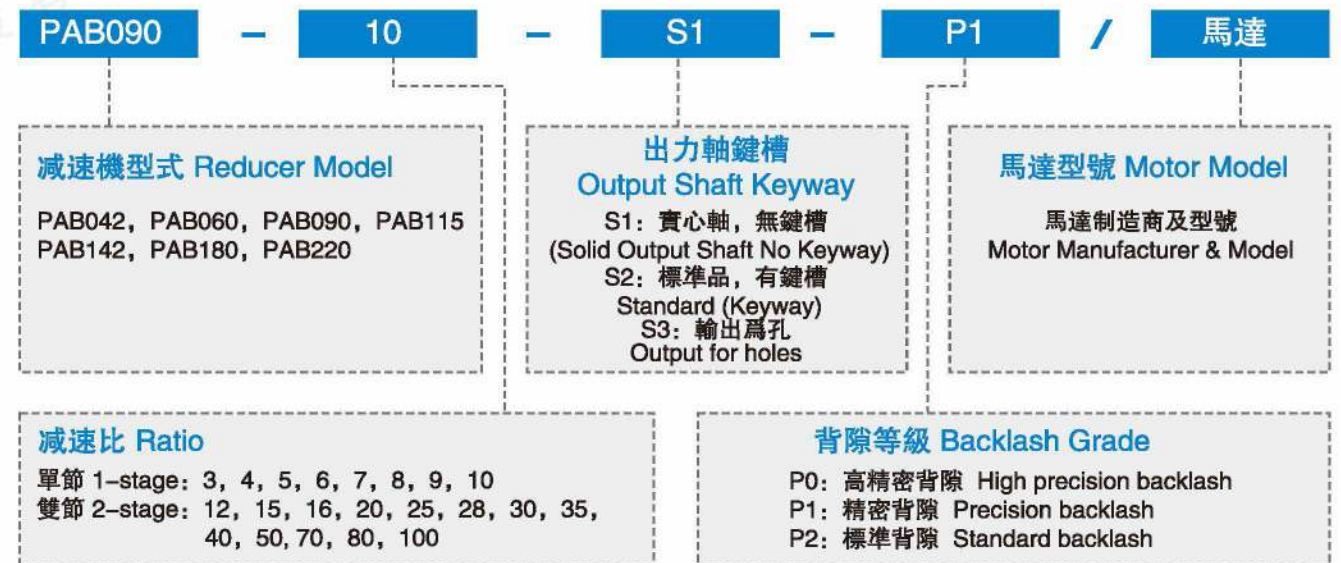 PAB090 – 10 – S1 – P1 / 馬達
减速機型式 Reducer Model
PAB042，PAB060，PAB090，PAB115
PAB142，PAB180，PAB220
出力軸鍵槽
Output Shaft Keyway
S1：實心軸，無鍵槽
(Solid Output Shaft No Keyway)
S2：標準品，有鍵槽
Standard (Keyway)
S3：輸出爲孔
Output for holes
馬達型號 Motor Model
馬達制造商及型號
Motor Manufacturer & Model
减速比 Ratio
單節 1–stage：3，4，5，6，7，8，9，10
雙節 2–stage：12，15，16，20，25，28，30，35，
40，50, 70，80，100
背隙等級 Backlash Grade
P0：高精密背隙 High precision backlash
P1：精密背隙 Precision backlash
P2：標準背隙 Standard backlash